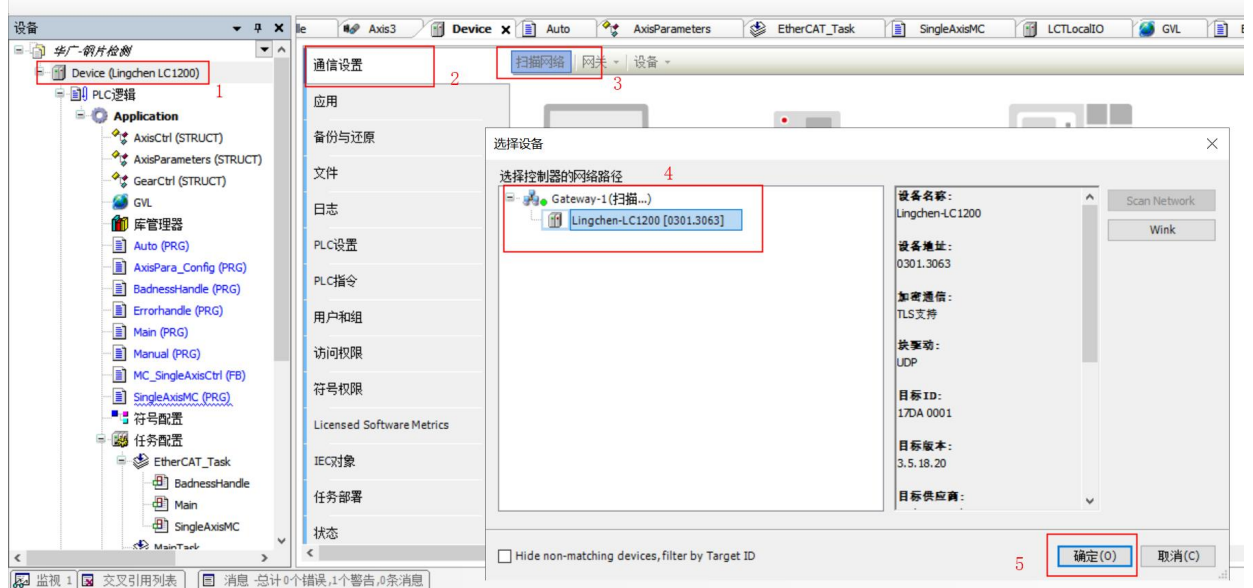 设备
le
Axis3
Device
Auto
AxisParameters
EtherCAT_Task
SingleAxisMC
LCTLocalIO
GVL
华广-钢片检测
Device (Lingchen LC1200)
1
PLC逻辑
Application
AxisCtrl (STRUCT)
AxisParameters (STRUCT)
GearCtrl (STRUCT)
GVL
库管理器
Auto (PRG)
AxisPara_Config (PRG)
BadnessHandle (PRG)
Errorhandle (PRG)
Main (PRG)
Manual (PRG)
MC_SingleAxisCtrl (FB)
SingleAxisMC (PRG)
符号配置
任务配置
EtherCAT_Task
BadnessHandle
Main
SingleAxisMC
MainTask
通信设置
2
应用
备份与还原
文件
日志
PLC设置
PLC指令
用户和组
访问权限
符号权限
Licensed Software Metrics
IEC对象
任务部署
状态
扫描网络
网关
设备
3
选择设备
选择控制器的网络路径
4
Gateway-1(扫描...)
Lingchen-LC1200 [0301.3063]
设备名称:
Lingchen-LC1200
设备地址:
0301.3063
加密通信:
TLS支持
块驱动:
UDP
目标ID:
17DA 0001
目标版本:
3.5.18.20
目标供应商:
Scan Network
Wink
Hide non-matching devices, filter by Target ID
5
确定(O)
取消(C)
监视 1
交叉引用列表
消息 -总计0个错误,1个警告,0条消息